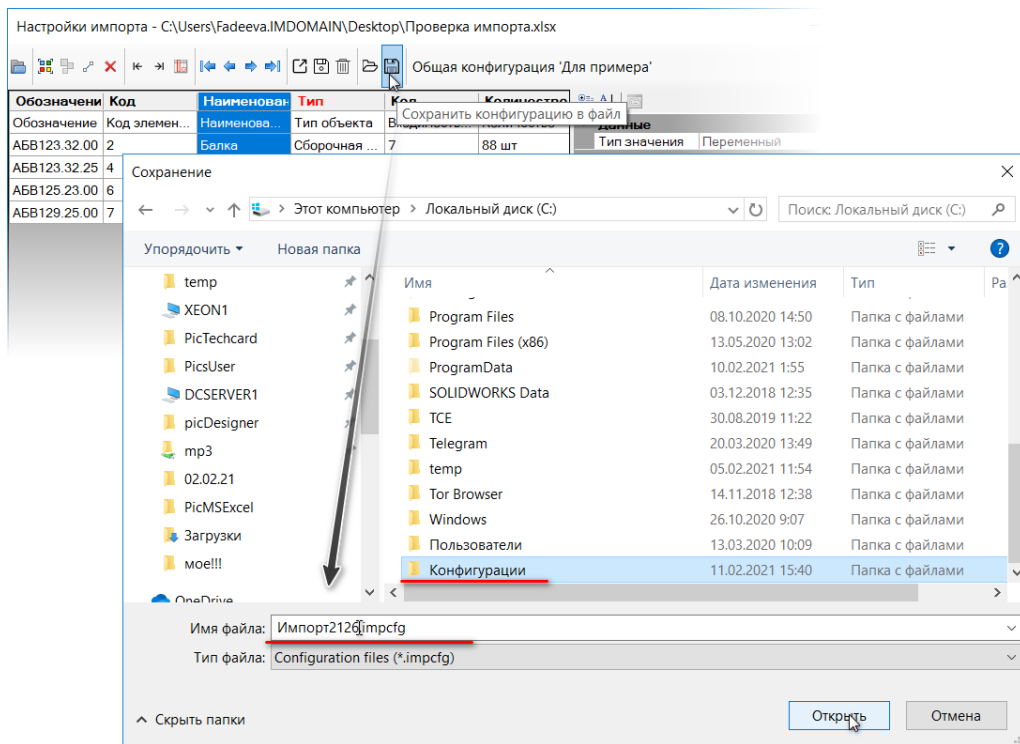 Настройки импорта - C:\Users\Fadeeva.IMDOMAIN\Desktop\Проверка импорта.xlsx
Общая конфигурация 'Для примера'
Обозначени Код Наименован Тип Код Количество
Сохранить конфигурацию в файл
Обозначение Код элемен... Наименова... Тип объекта
Данные
АБВ123.32.00 2 Балка Сборочная ... 7 88 шт Тип значения Переменный
АБВ123.32.25 4
АБВ125.23.00 6
АБВ129.25.00 7
Сохранение
Этот компьютер > Локальный диск (C:) Поиск: Локальный диск (C:)
Упорядочить Новая папка
Имя Дата изменения Тип Ра
temp
XEON1
PicTechcard
PicsUser
DCSERVER1
picDesigner
mp3
02.02.21
PicMSExcel
Загрузки
мое!!!
OneDrive
Program Files 08.10.2020 14:50 Папка с файлами
Program Files (x86) 13.05.2020 13:02 Папка с файлами
ProgramData 10.02.2021 1:55 Папка с файлами
SOLIDWORKS Data 03.12.2018 12:35 Папка с файлами
TCE 30.08.2019 11:22 Папка с файлами
Telegram 20.03.2020 13:49 Папка с файлами
temp 05.02.2021 11:54 Папка с файлами
Tor Browser 14.11.2018 12:38 Папка с файлами
Windows 26.10.2020 9:07 Папка с файлами
Пользователи 13.03.2020 10:09 Папка с файлами
Конфигурации 11.02.2021 15:40 Папка с файлами
Имя файла: Импорт2126.impcfg
Тип файла: Configuration files (*.impcfg)
Скрыть папки Открыть Отмена